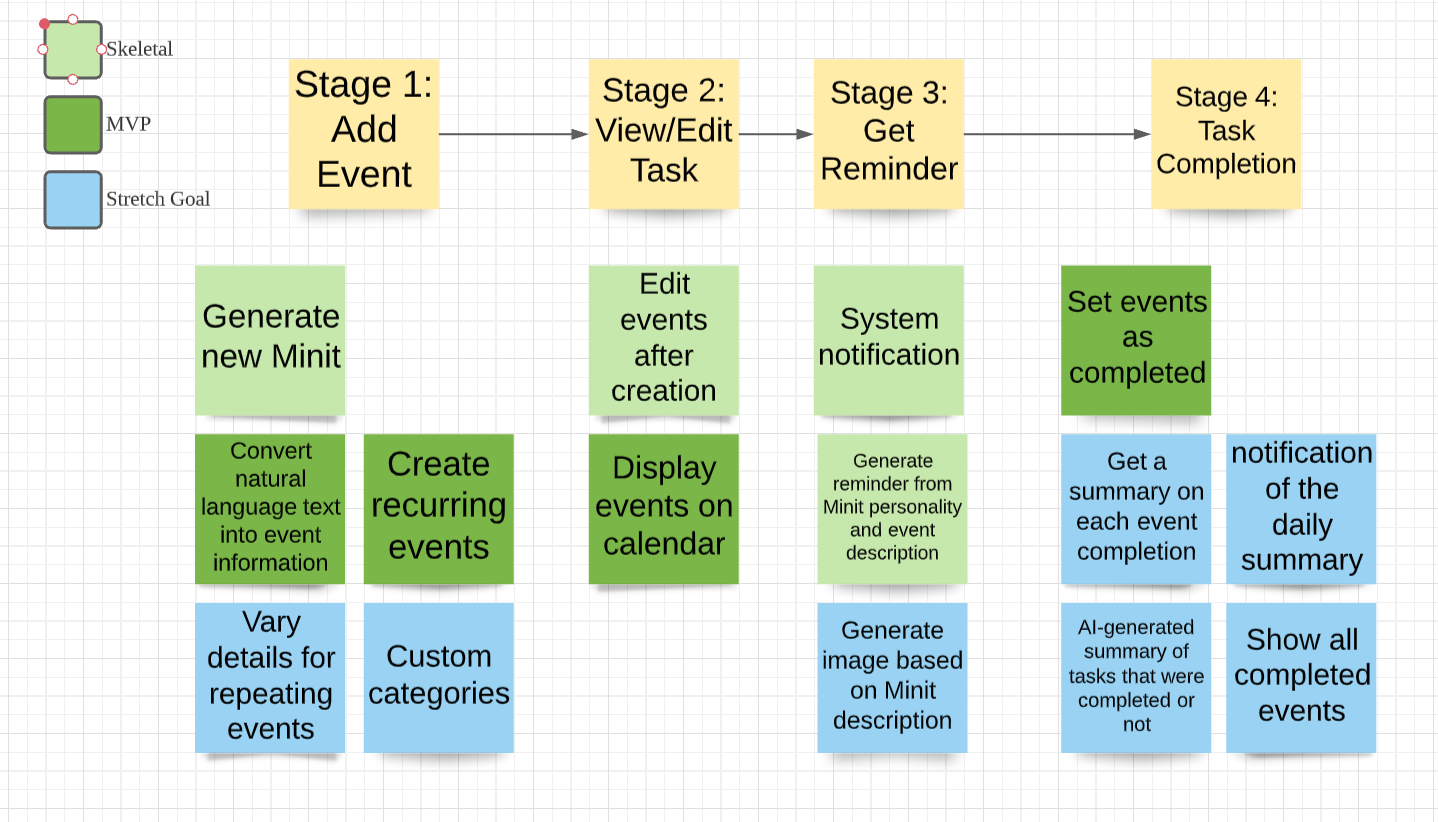 Skeletal
MVP
Stretch Goal
Stage 1:
Add
Event
Stage 2:
View/Edit
Task
Stage 3:
Get
Reminder
Stage 4:
Task
Completion
Generate
new Minit
Edit
events
after
creation
System
notification
Set events
as
completed
Convert
natural
language text
into event
information
Create
recurring
events
Display
events on
calendar
Generate
reminder from
Minit personality
and event
description
Get a
summary on
each event
completion
notification
of the
daily
summary
Vary
details for
repeating
events
Custom
categories
Generate
image based
on Minit
description
AI-generated
summary of
tasks that were
completed or
not
Show all
completed
events